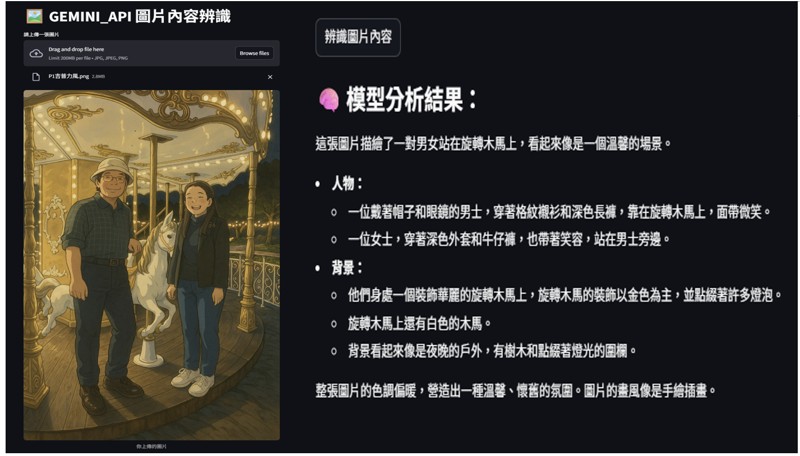 GEMINI_API 圖片內容辨識
請上傳一張圖片
Drag and drop file here
Limit 200MB per file • JPG, JPEG, PNG
Browse files
P1吉普力風.png 2.8MB
你上傳的圖片
辨識圖片內容
模型分析結果：
這張圖片描繪了一對男女站在旋轉木馬上，看起來像是一個溫馨的場景。
• 人物：
○ 一位戴著帽子和眼鏡的男士，穿著格紋襯衫和深色長褲，靠在旋轉木馬上，面帶微笑。
○ 一位女士，穿著深色外套和牛仔褲，也帶著笑容，站在男士旁邊。
• 背景：
○ 他們身處一個裝飾華麗的旋轉木馬上，旋轉木馬的裝飾以金色為主，並點綴著許多燈泡。
○ 旋轉木馬上還有白色的木馬。
○ 背景看起來像是夜晚的戶外，有樹木和點綴著燈光的圍欄。
整張圖片的色調偏暖，營造出一種溫馨、懷舊的氛圍。圖片的畫風像是手繪插畫。